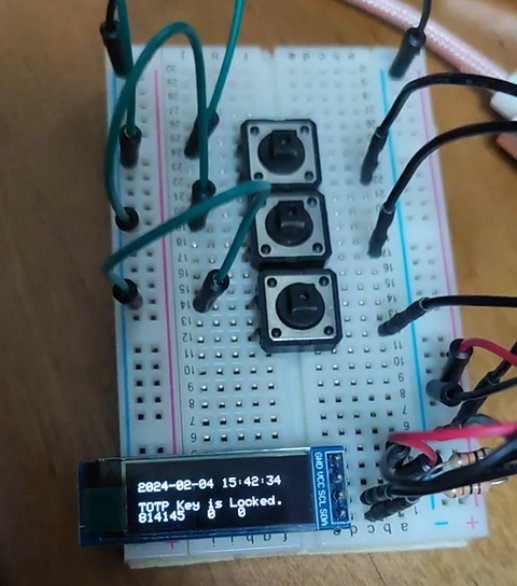 2024-02-04 15:42:34
TOTP Key is Locked.
814145 0 0
GND VCC SCL SDA